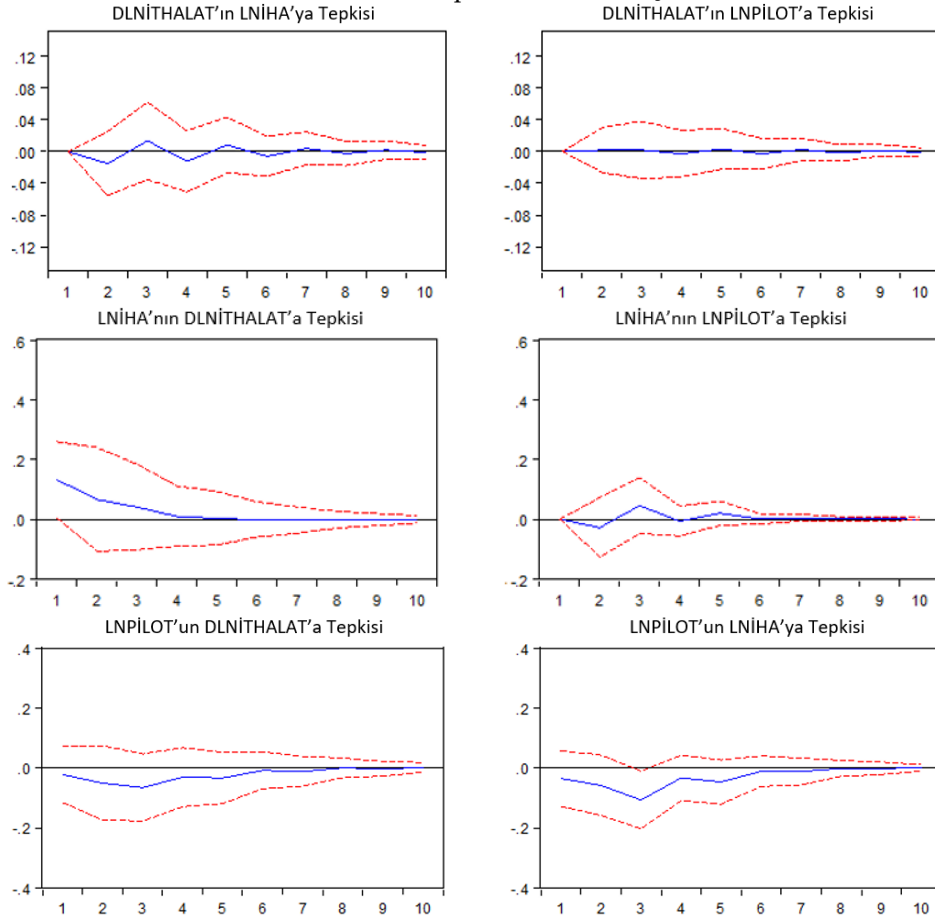 DLNİTHALAT’ın LNİHA’ya Tepkisi
.12
.08
.04
.00
-.04
-.08
-.12
1 2 3 4 5 6 7 8 9 10
DLNİTHALAT’ın LNPİLOT’a Tepkisi
.12
.08
.04
.00
-.04
-.08
-.12
1 2 3 4 5 6 7 8 9 10
LNİHA’nın DLNİTHALAT’a Tepkisi
.6
.4
.2
.0
-.2
1 2 3 4 5 6 7 8 9 10
LNİHA’nın LNPİLOT’a Tepkisi
.6
.4
.2
.0
-.2
1 2 3 4 5 6 7 8 9 10
LNPİLOT’un DLNİTHALAT’a Tepkisi
.4
.2
.0
-.2
-.4
1 2 3 4 5 6 7 8 9 10
LNPİLOT’un LNİHA’ya Tepkisi
.4
.2
.0
-.2
-.4
1 2 3 4 5 6 7 8 9 10